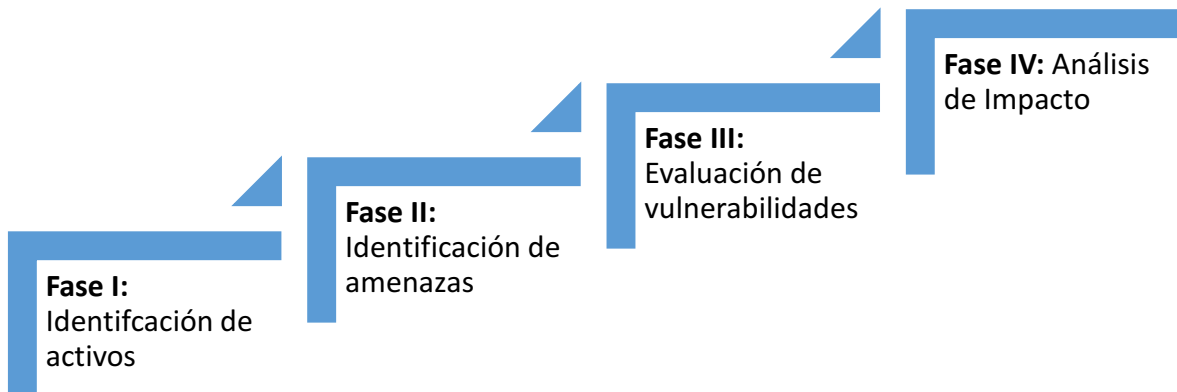 Fase I:
Identifcación de
activos
Fase II:
Identificación de
amenazas
Fase III:
Evaluación de
vulnerabilidades
Fase IV: Análisis
de Impacto